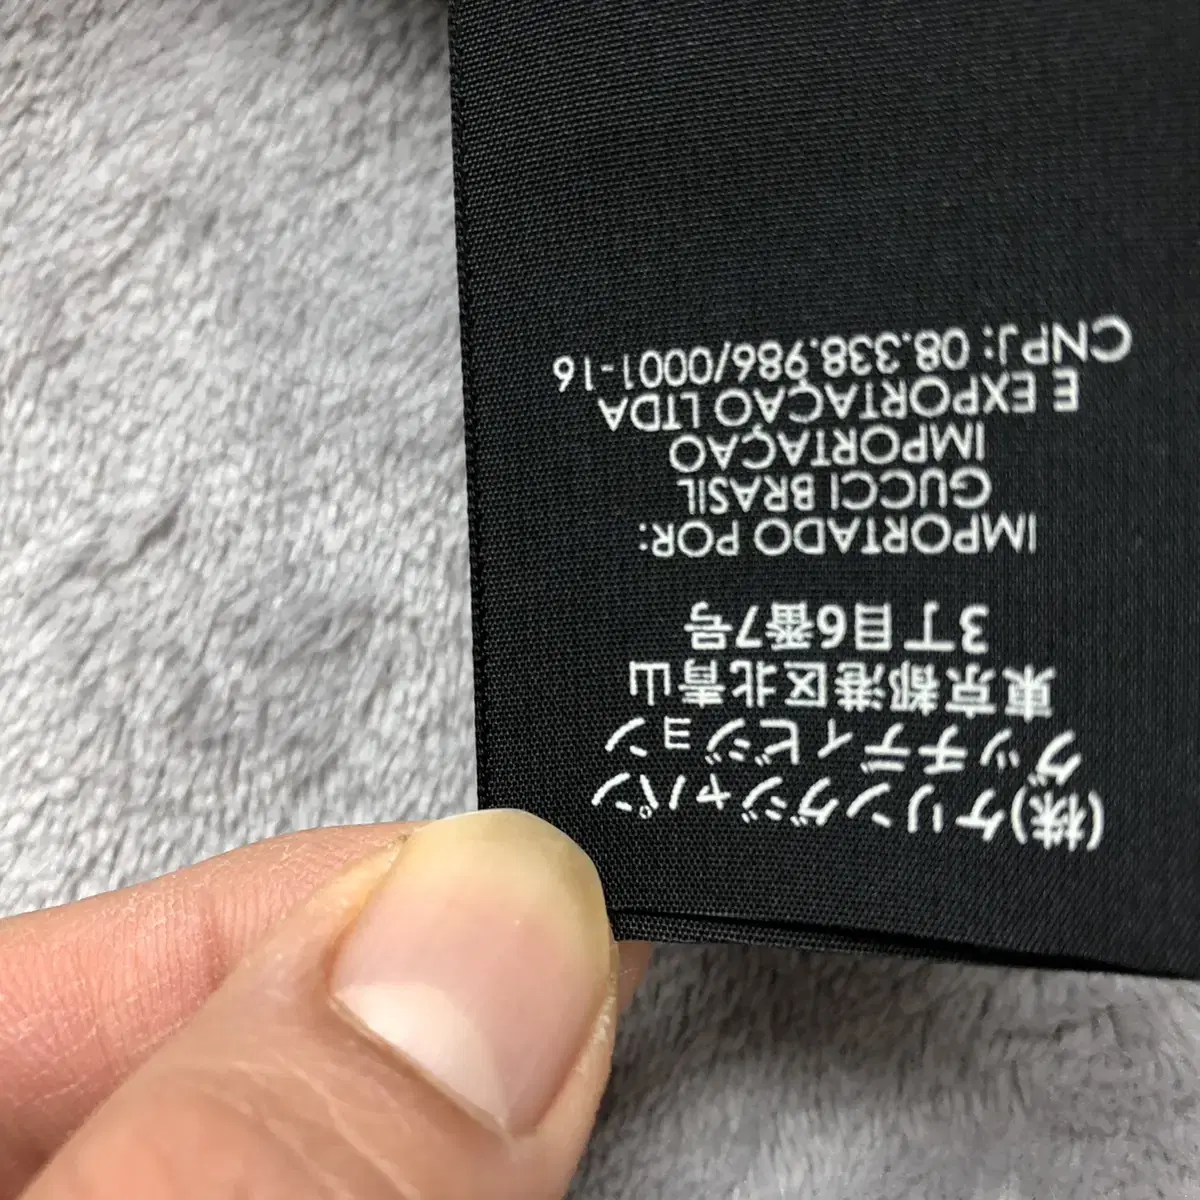 (株)ケリングジャパン
グッチディビジョン
東京都港区北青山
3丁目6番7号
IMPORTADO POR:
GUCCI BRASIL
IMPORTAÇAO
E EXPORTAÇAO LTDA
CNPJ: 08.338.986/0001-16